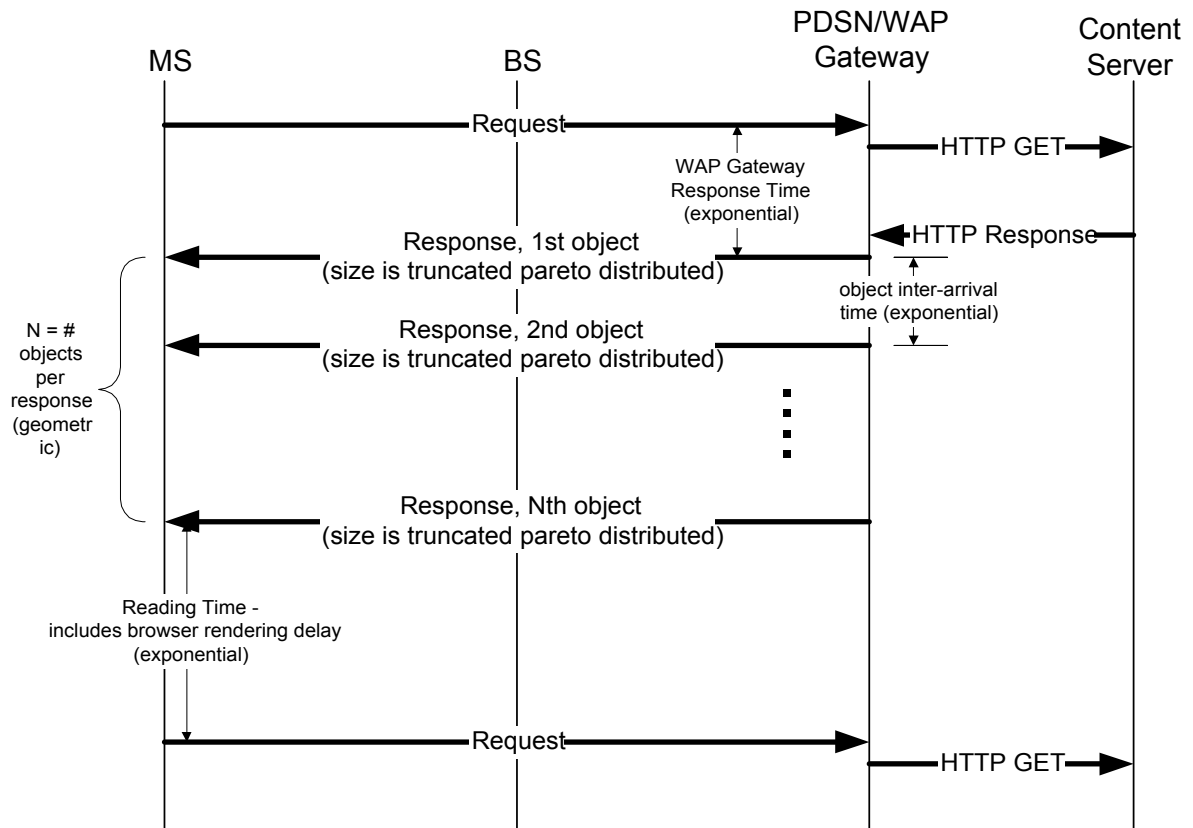 MS
BS
PDSN/WAP
Gateway
Content
Server
Request
HTTP GET
WAP Gateway
Response Time
(exponential)
HTTP Response
Response, 1st object
(size is truncated pareto distributed)
object inter-arrival
time (exponential)
N = #
objects
per
response
(geometr
ic)
Response, 2nd object
(size is truncated pareto distributed)
Response, Nth object
(size is truncated pareto distributed)
Reading Time -
includes browser rendering delay
(exponential)
Request
HTTP GET